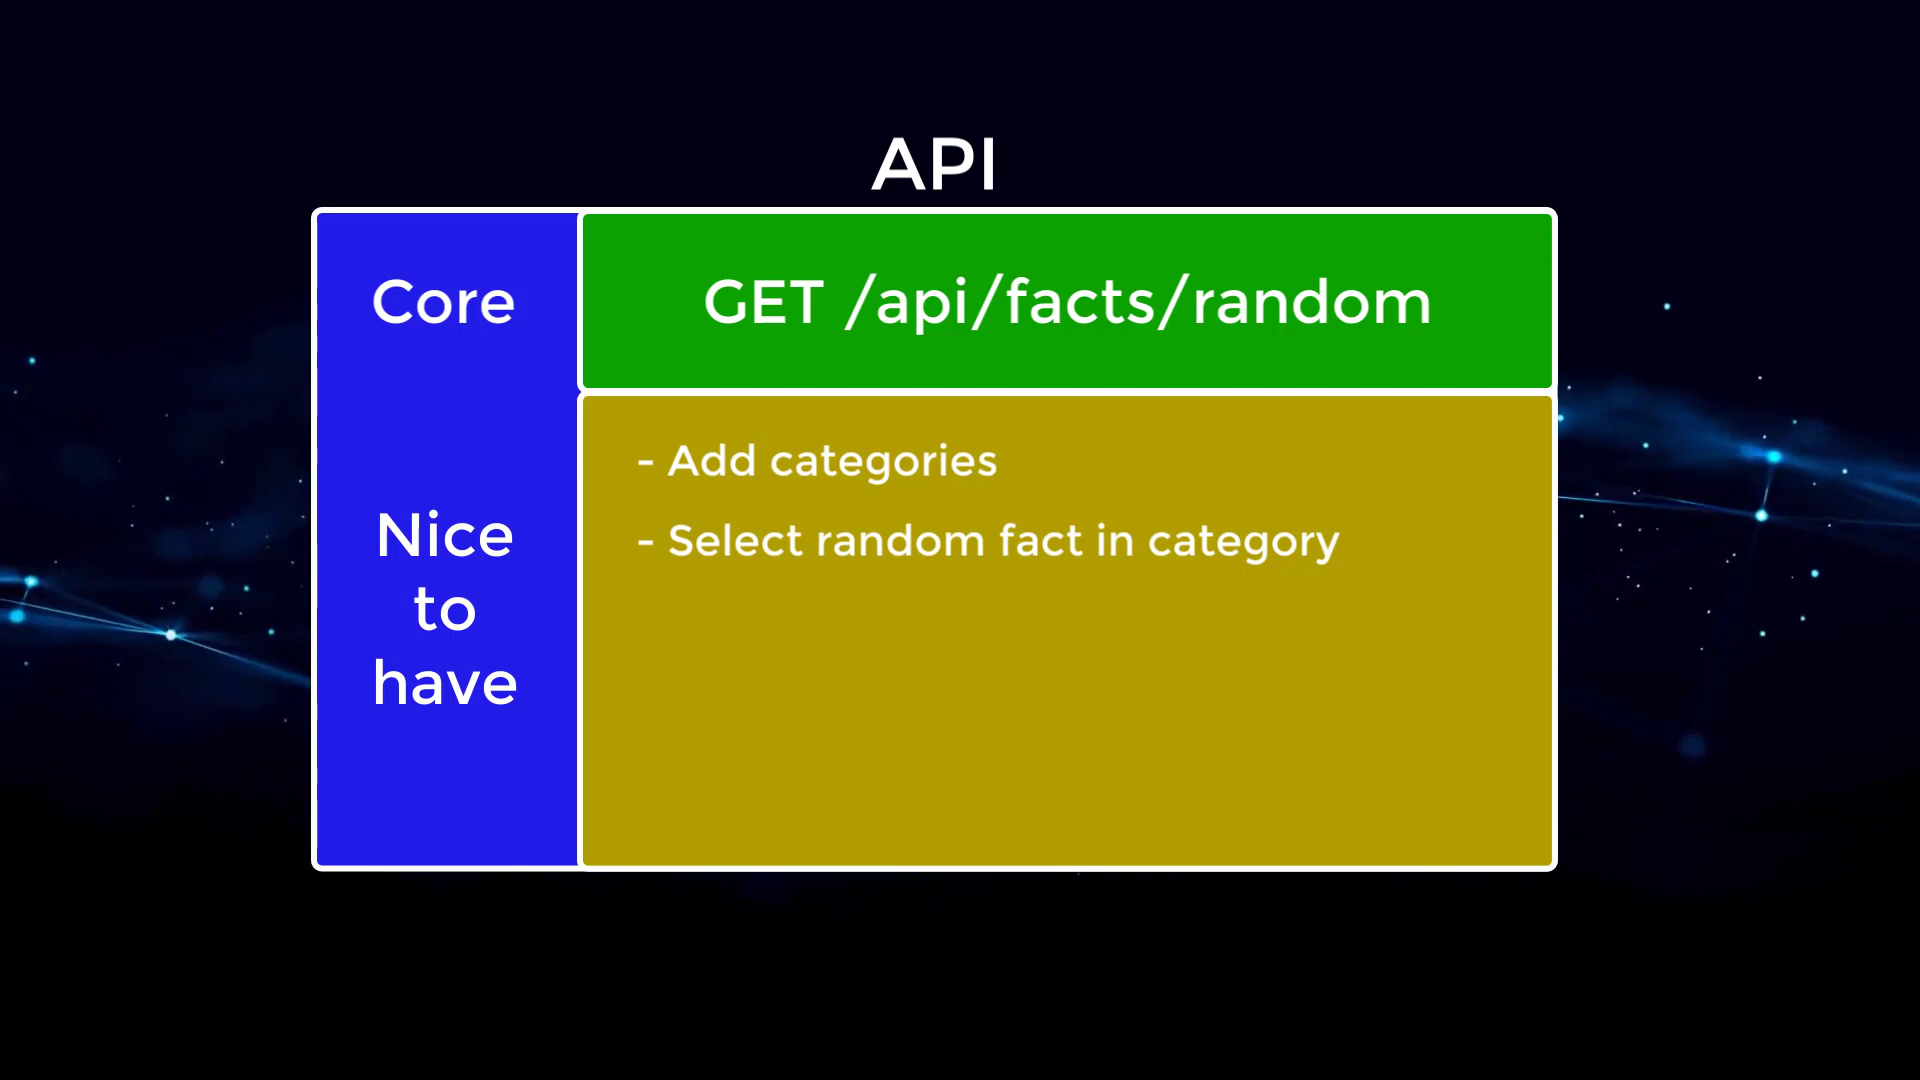 API
Core
GET /api/facts/random
Nice
to
have
- Add categories
- Select random fact in category